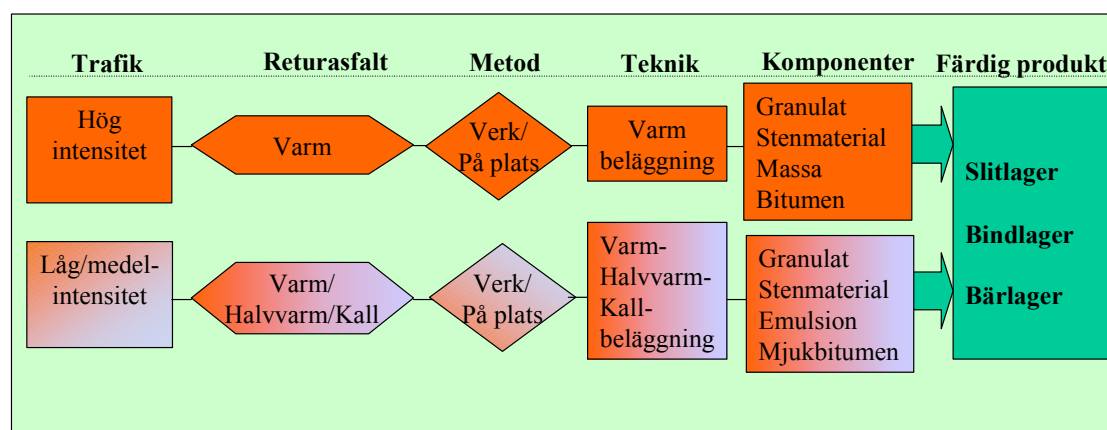 Trafik
Returasfalt
Metod
Teknik
Komponenter
Färdig produkt
Hög
intensitet
Varm
Verk/
På plats
Varm
beläggning
Granulat
Stenmaterial
Massa
Bitumen
Låg/medel-
intensitet
Varm/
Halvvarm/Kall
Verk/
På plats
Varm-
Halvvarm-
Kall-
beläggning
Granulat
Stenmaterial
Emulsion
Mjukbitumen
Slitlager
Bindlager
Bärlager